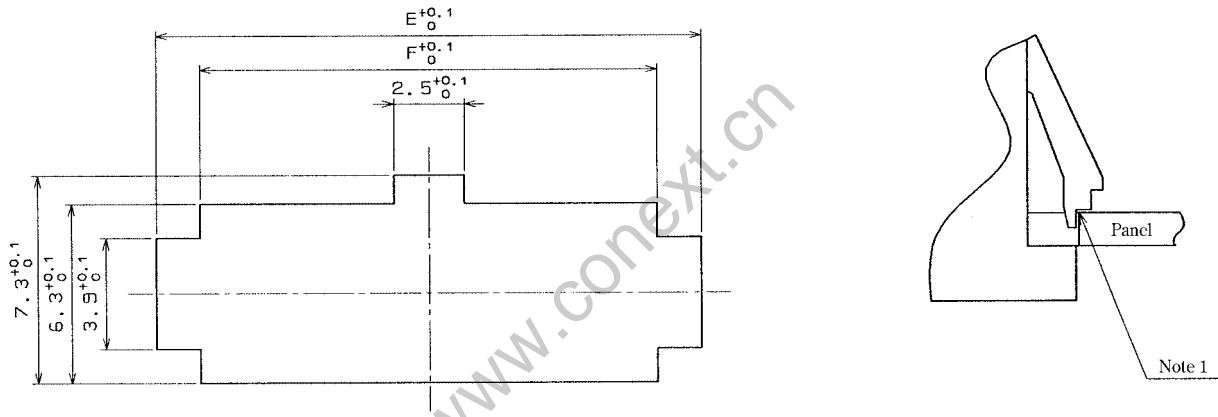 E +0.1 0
F +0.1 0
2.5 +0.1 0
7.3 +0.1 0
6.3 +0.1 0
3.9 +0.1 0
www.conext.cn
Panel
Note 1